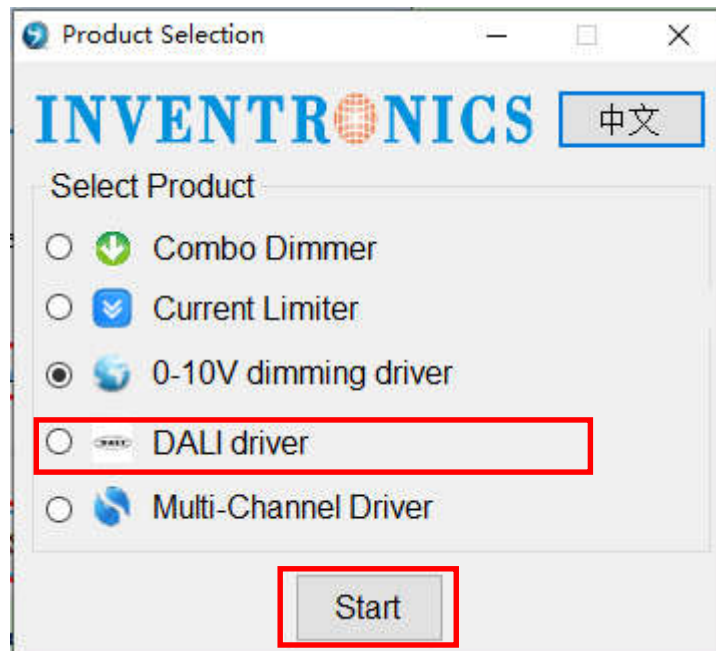 Product Selection
INVENTRONICS
中文
Select Product
Combo Dimmer
Current Limiter
0-10V dimming driver
DALI DALI driver
Multi-Channel Driver
Start